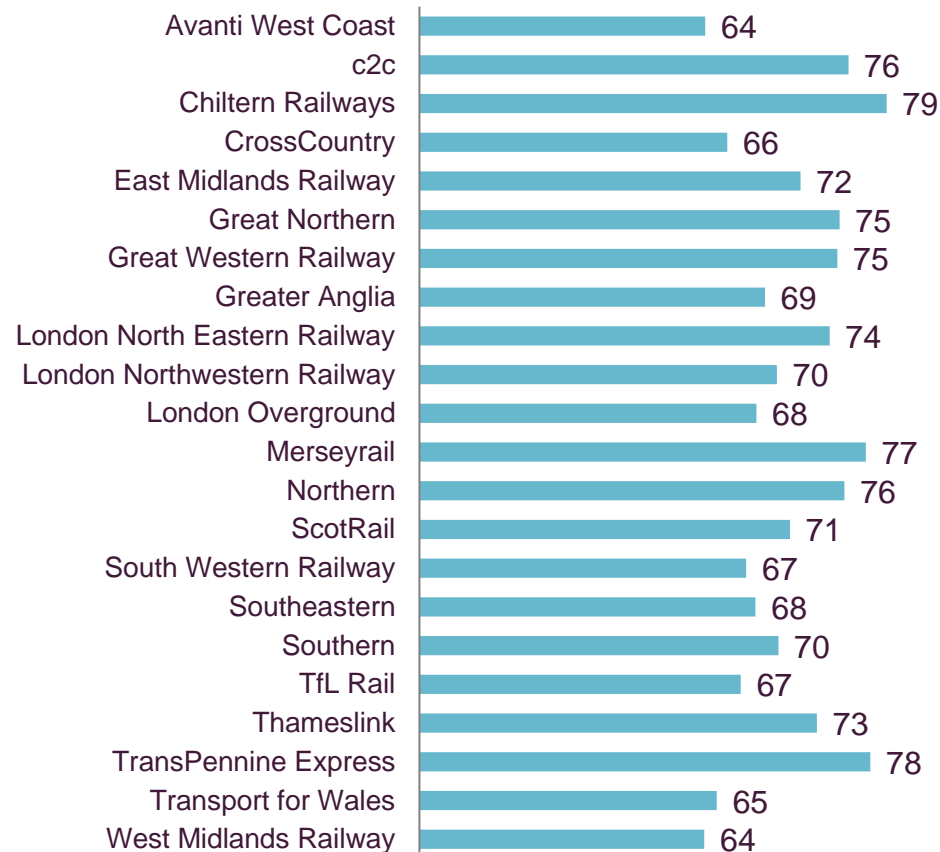 Avanti West Coast 64
c2c 76
Chiltern Railways 79
CrossCountry 66
East Midlands Railway 72
Great Northern 75
Great Western Railway 75
Greater Anglia 69
London North Eastern Railway 74
London Northwestern Railway 70
London Overground 68
Merseyrail 77
Northern 76
ScotRail 71
South Western Railway 67
Southeastern 68
Southern 70
TfL Rail 67
Thameslink 73
TransPennine Express 78
Transport for Wales 65
West Midlands Railway 64